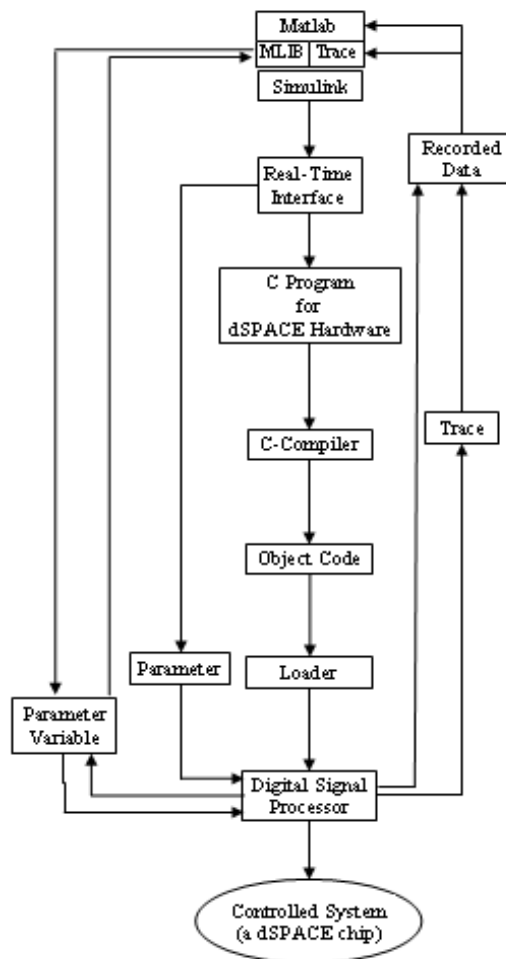 Matlab
MLIB Trace
Simulink
Real-Time
Interface
Recorded
Data
C Program
for
dSPACE Hardware
Trace
C-Compiler
Object Code
Parameter
Loader
Parameter
Variable
Digital Signal
Processor
Controlled System
(a dSPACE chip)